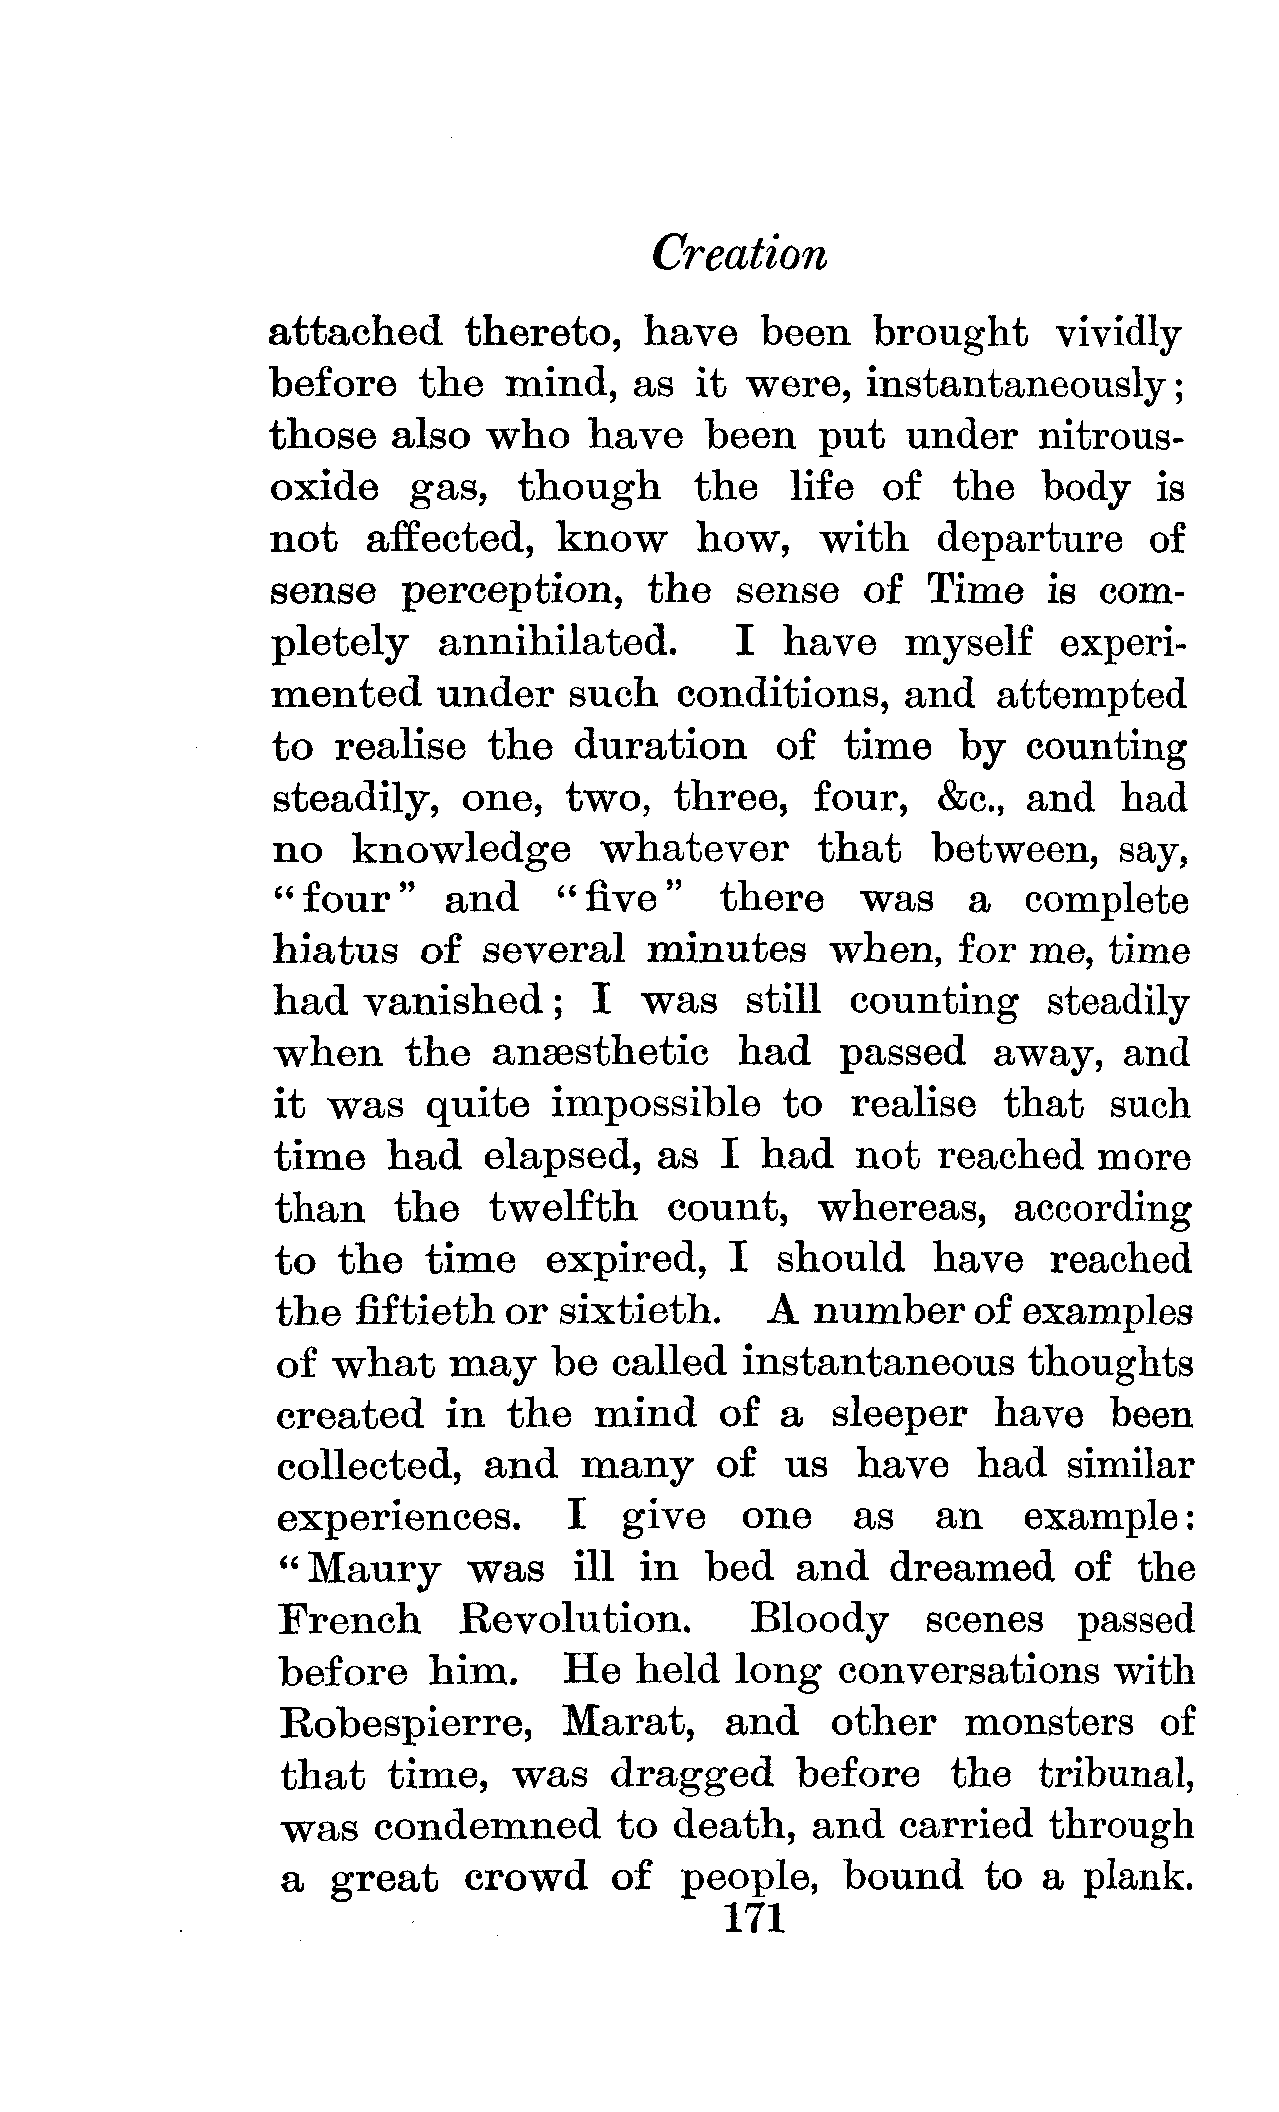 Creation
attached thereto, have been brought vividly
before the mind, as it were, instantaneously;
those also who have been put under nitrous-
oxide gas, though the life of the body is
not affected, know how, with departure of
sense perception, the sense of Time is com-
pletely annihilated. I have myself experi-
mented under such conditions, and attempted
to realise the duration of time by counting
steadily, one, two, three, four, &c., and had
no knowledge whatever that between, say,
"four" and "five" there was a complete
hiatus of several minutes when, for me, time
had vanished; I was still counting steadily
when the anæsthetic had passed away, and
it was quite impossible to realise that such
time had elapsed, as I had not reached more
than the twelfth count, whereas, according
to the time expired, I should have reached
the fiftieth or sixtieth. A number of examples
of what may be called instantaneous thoughts
created in the mind of a sleeper have been
collected, and many of us have had similar
experiences. I give one as an example:
"Maury was ill in bed and dreamed of the
French Revolution. Bloody scenes passed
before him. He held long conversations with
Robespierre, Marat, and other monsters of
that time, was dragged before the tribunal,
was condemned to death, and carried through
a great crowd of people, bound to a plank.
171